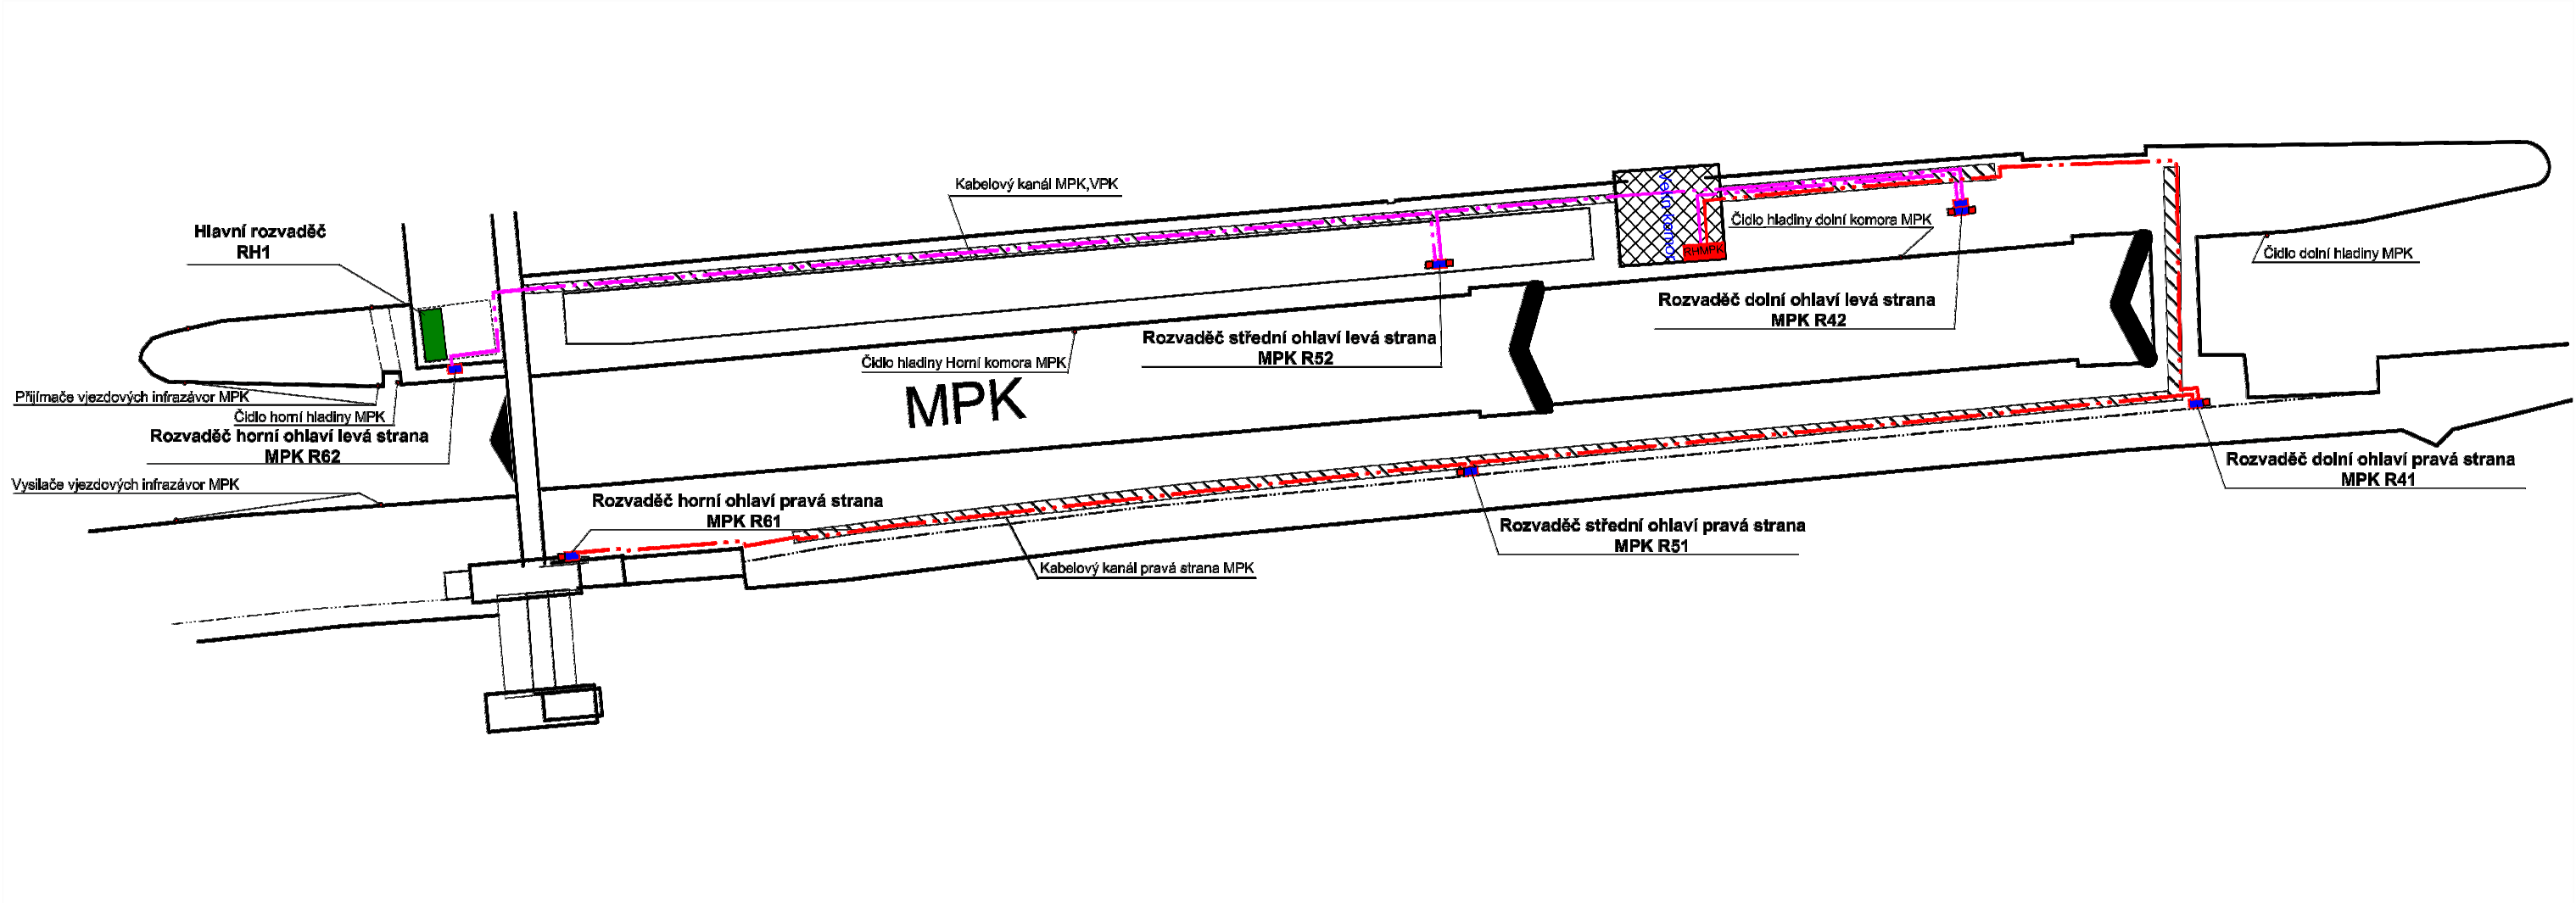 Kabelový kanál MPK,VPK
Hlavní rozvaděč
RH1
Čidlo hladiny dolní komora MPK
RHMPK
Čidlo dolní hladiny MPK
Rozvaděč dolní ohlaví levá strana
MPK R42
Rozvaděč střední ohlaví levá strana
MPK R52
Čidlo hladiny Horní komora MPK
MPK
Přijímače vjezdových infrazávor MPK
Čidlo horní hladiny MPK
Rozvaděč horní ohlaví levá strana
MPK R62
Vysílače vjezdových infrazávor MPK
Rozvaděč horní ohlaví pravá strana
MPK R61
Rozvaděč dolní ohlaví pravá strana
MPK R41
Rozvaděč střední ohlaví pravá strana
MPK R51
Kabelový kanál pravá strana MPK